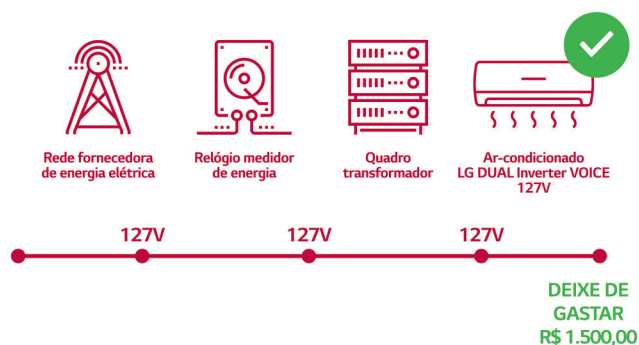 Rede fornecedora
de energia elétrica
Relógio medidor
de energia
Quadro
transformador
Ar-condicionado
LG DUAL Inverter VOICE
127V
127V
127V
127V
DEIXE DE
GASTAR
R$ 1.500,00